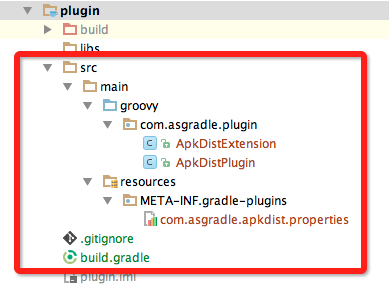 plugin
build
libs
src
main
groovy
com.asgradle.plugin
C ApkDistExtension
C ApkDistPlugin
resources
META-INF.gradle-plugins
com.asgradle.apkdist.properties
.gitignore
build.gradle
plugin.iml